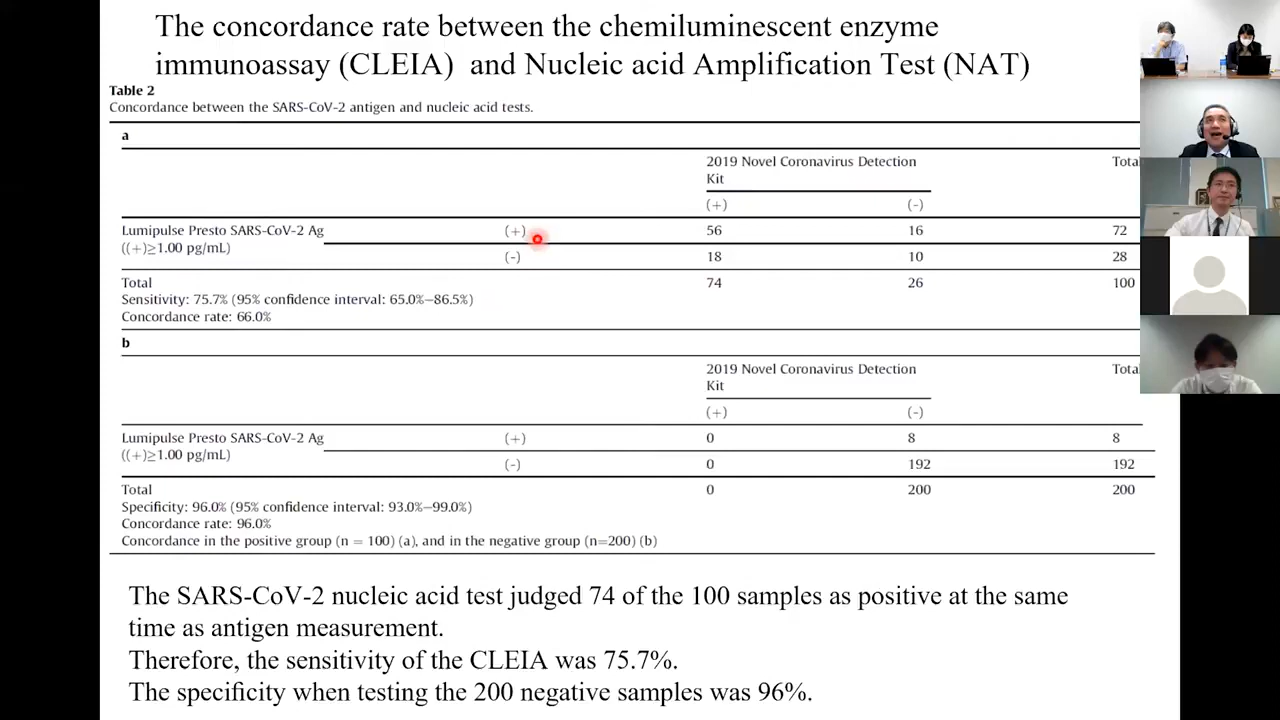 The concordance rate between the chemiluminescent enzyme
immunoassay (CLEIA) and Nucleic acid Amplification Test (NAT)
Table 2
Concordance between the SARS-CoV-2 antigen and nucleic acid tests.
a
2019 Novel Coronavirus Detection Total
Kit
(+) (-)
Lumipulse Presto SARS-CoV-2 Ag (+) 56 16 72
((+)≥1.00 pg/mL) (-) 18 10 28
Total 74 26 100
Sensitivity: 75.7% (95% confidence interval: 65.0%–86.5%)
Concordance rate: 66.0%
b
2019 Novel Coronavirus Detection Total
Kit
(+) (-)
Lumipulse Presto SARS-CoV-2 Ag (+) 0 8 8
((+)≥1.00 pg/mL) (-) 0 192 192
Total 0 200 200
Specificity: 96.0% (95% confidence interval: 93.0%–99.0%)
Concordance rate: 96.0%
Concordance in the positive group (n = 100) (a), and in the negative group (n=200) (b)
The SARS-CoV-2 nucleic acid test judged 74 of the 100 samples as positive at the same
time as antigen measurement.
Therefore, the sensitivity of the CLEIA was 75.7%.
The specificity when testing the 200 negative samples was 96%.